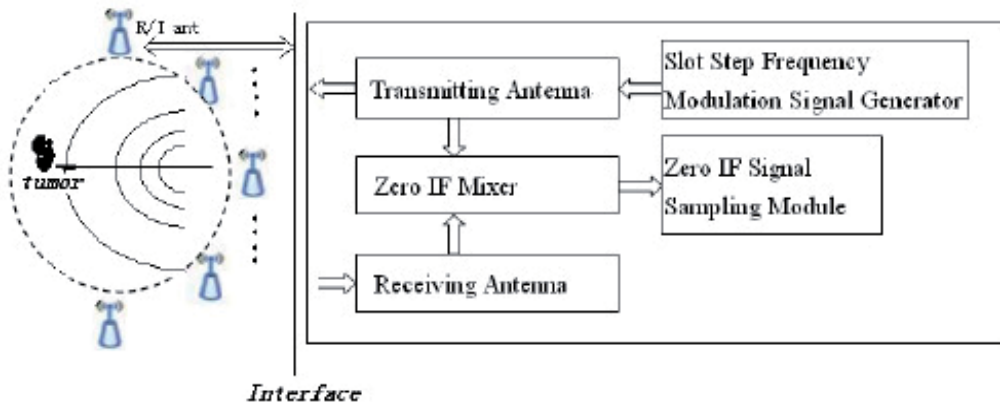 R/I ant
tumor
Interface
Transmitting Antenna
Slot Step Frequency
Modulation Signal Generator
Zero IF Mixer
Zero IF Signal
Sampling Module
Receiving Antenna